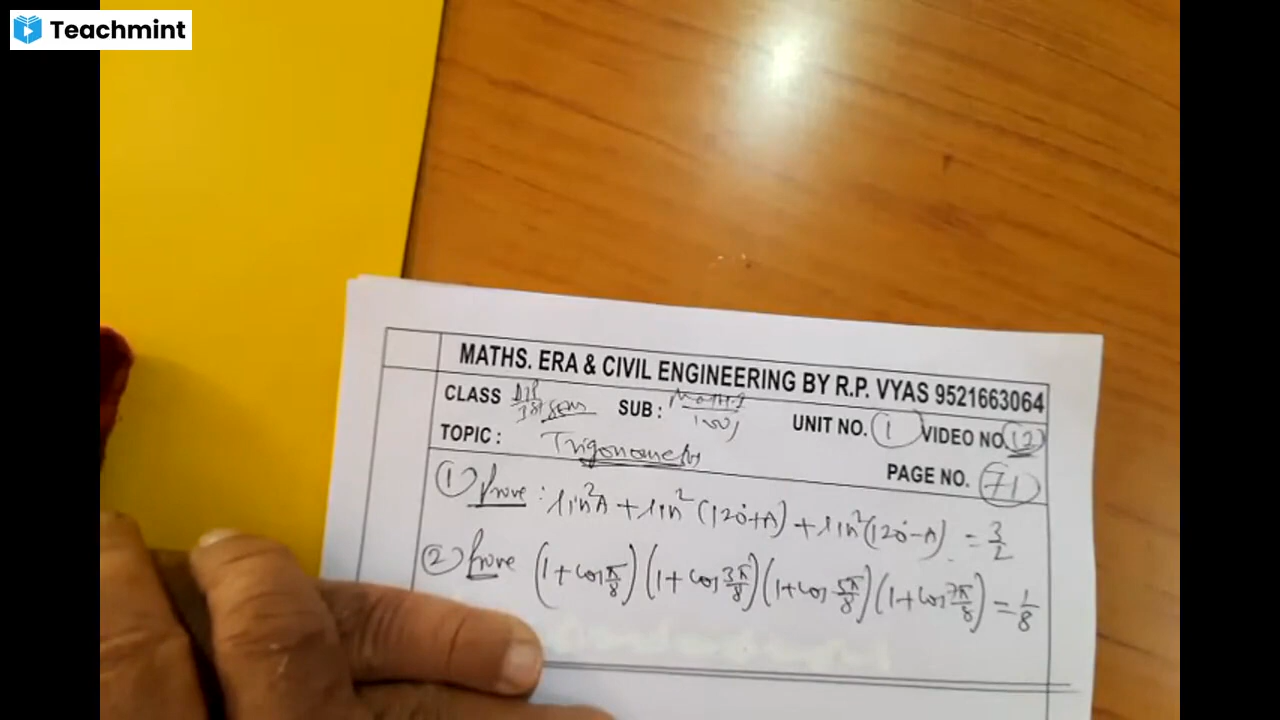 Teachmint
MATHS. ERA & CIVIL ENGINEERING BY R.P. VYAS 9521663064
CLASS SUB : UNIT NO. 1 VIDEO NO. 12
TOPIC : Trigonometry PAGE NO. 71
① Prove : sin²A + sin²(120°+A) + sin²(120°-A) = 3/2
② Prove (1+cos π/8)(1+cos 3π/8)(1+cos 5π/8)(1+cos 7π/8) = 1/8